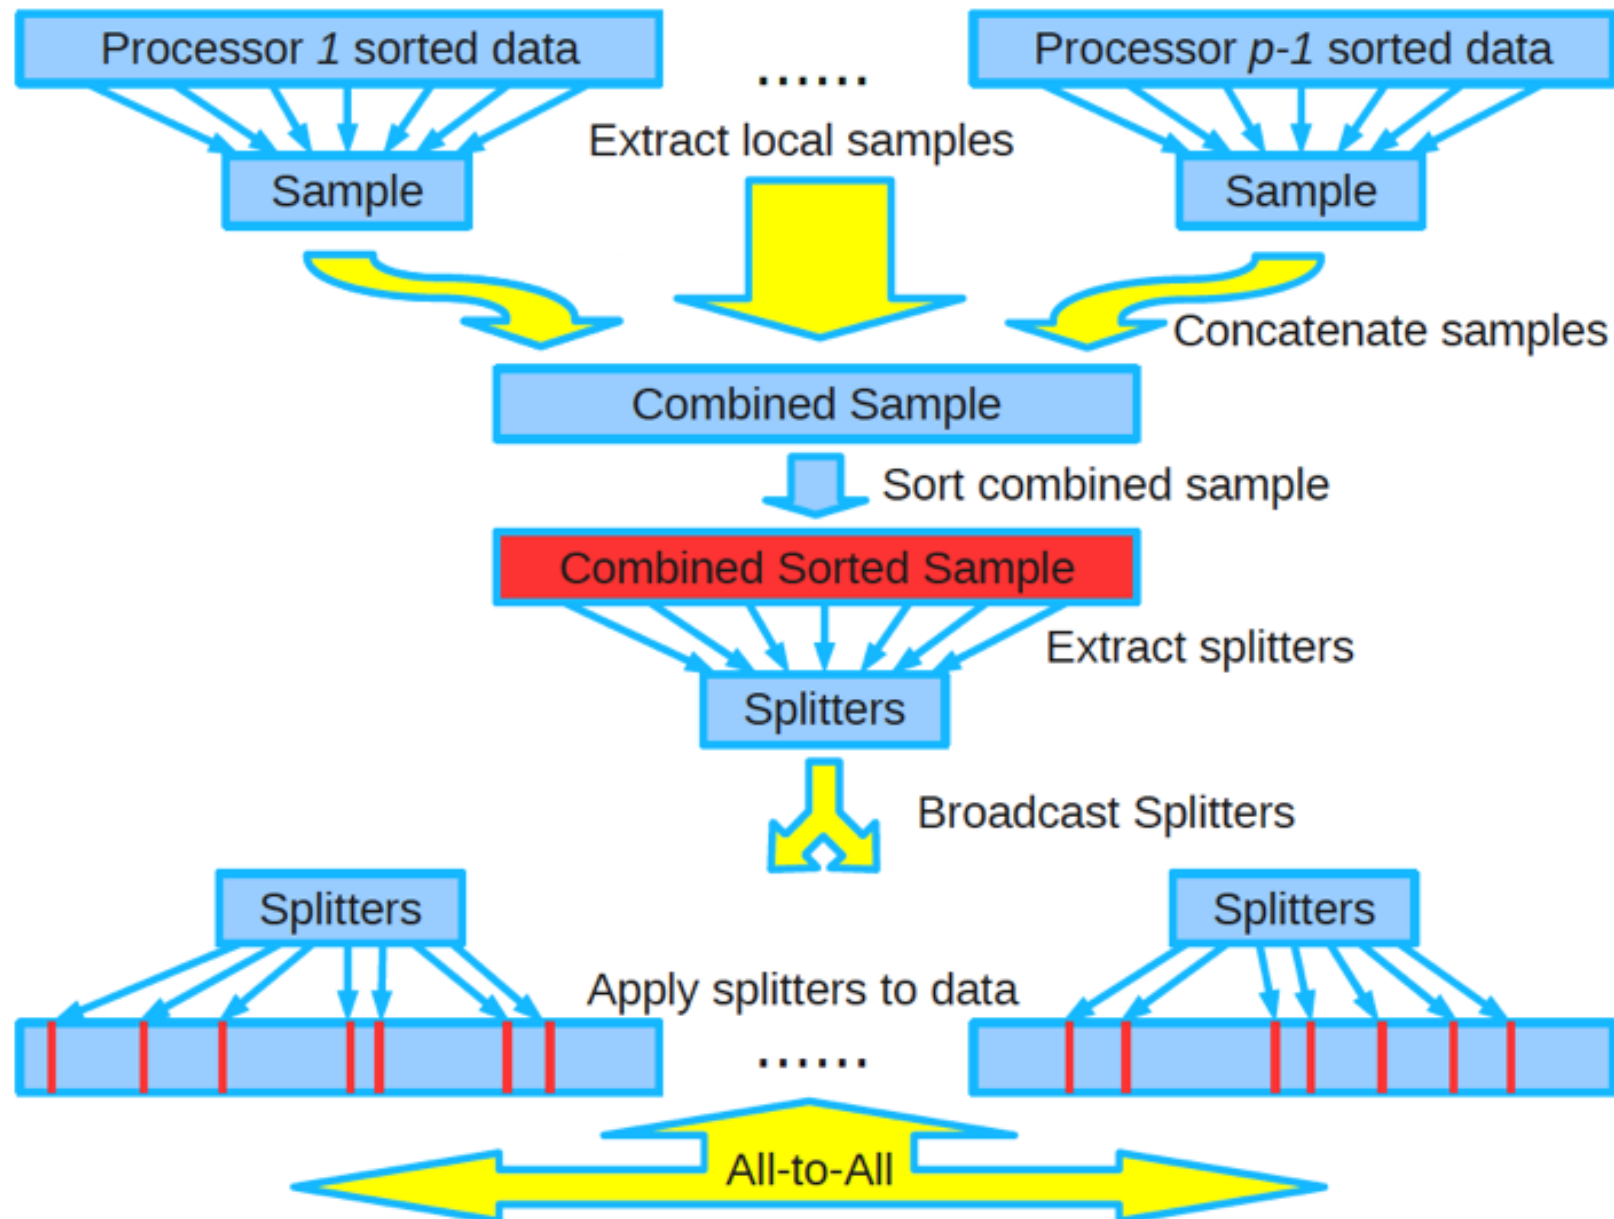 Processor 1 sorted data
......
Processor p-1 sorted data
Extract local samples
Sample
Sample
Concatenate samples
Combined Sample
Sort combined sample
Combined Sorted Sample
Extract splitters
Splitters
Broadcast Splitters
Splitters
Splitters
Apply splitters to data
......
All-to-All